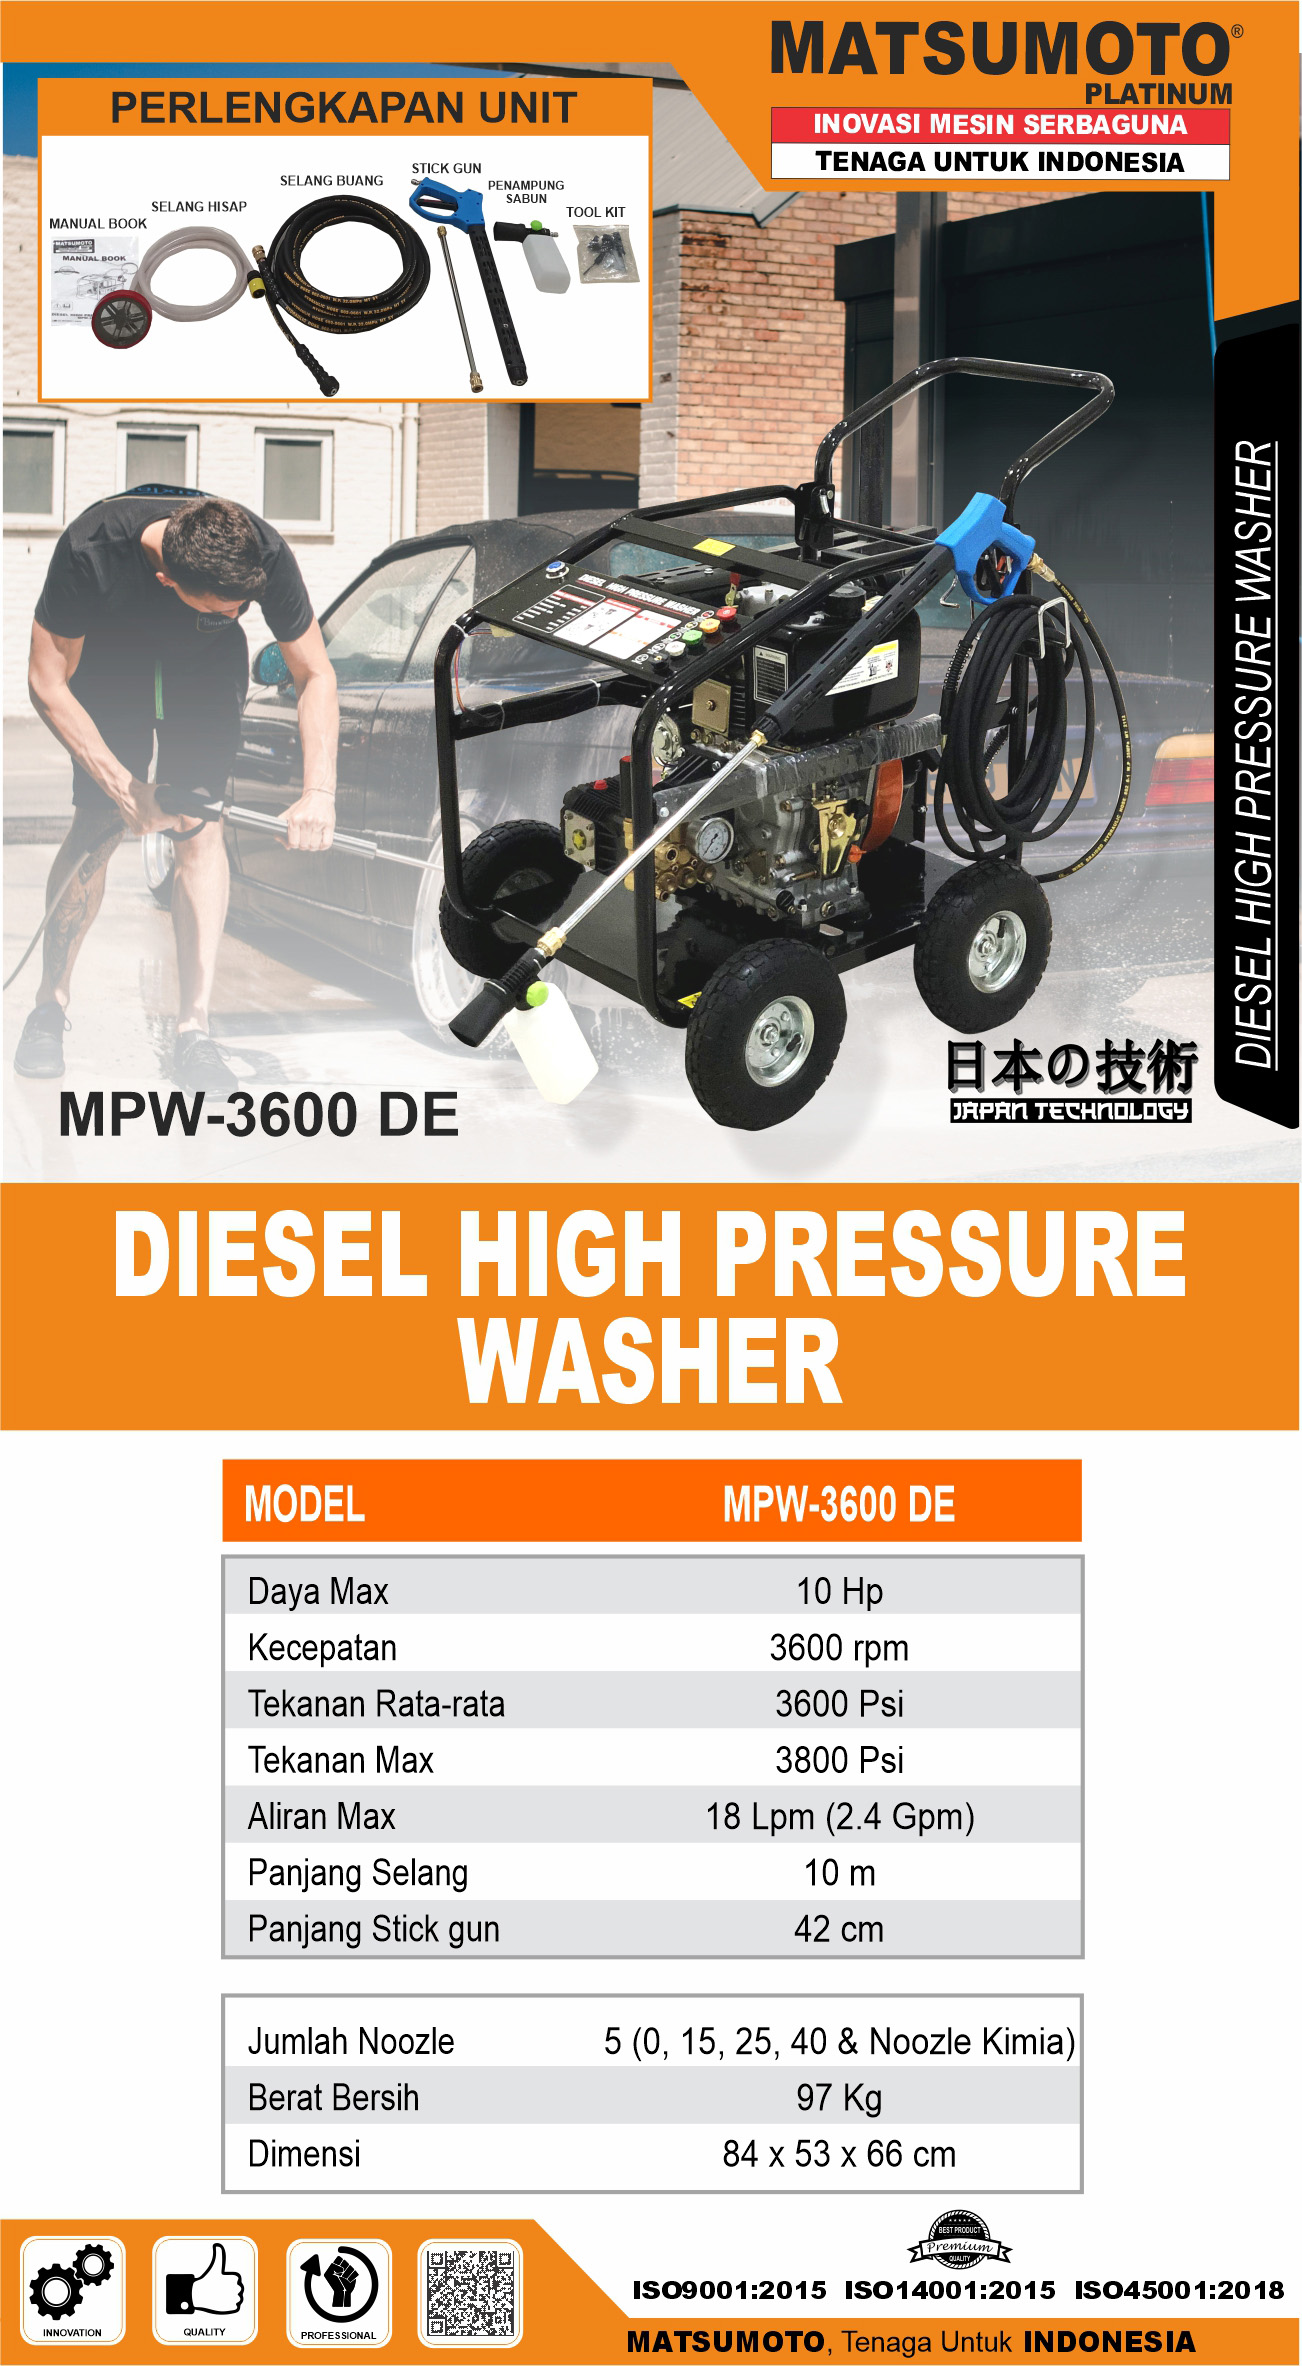 MATSUMOTO®
PLATINUM
INOVASI MESIN SERBAGUNA
TENAGA UNTUK INDONESIA
PERLENGKAPAN UNIT
MANUAL BOOK
SELANG HISAP
SELANG BUANG
STICK GUN
PENAMPUNG
SABUN
TOOL KIT
MATSUMOTO
MANUAL BOOK
DIESEL HIGH PRESSURE WASHER
DIESEL HIGH PRESSURE WASHER
日本の技術
JAPAN TECHNOLOGY
MPW-3600 DE
DIESEL HIGH PRESSURE
WASHER
MODEL MPW-3600 DE
Daya Max 10 Hp
Kecepatan 3600 rpm
Tekanan Rata-rata 3600 Psi
Tekanan Max 3800 Psi
Aliran Max 18 Lpm (2.4 Gpm)
Panjang Selang 10 m
Panjang Stick gun 42 cm
Jumlah Noozle 5 (0, 15, 25, 40 & Noozle Kimia)
Berat Bersih 97 Kg
Dimensi 84 x 53 x 66 cm
INNOVATION
QUALITY
PROFESSIONAL
BEST PRODUCT
Premium
QUALITY
ISO9001:2015 ISO14001:2015 ISO45001:2018
MATSUMOTO, Tenaga Untuk INDONESIA